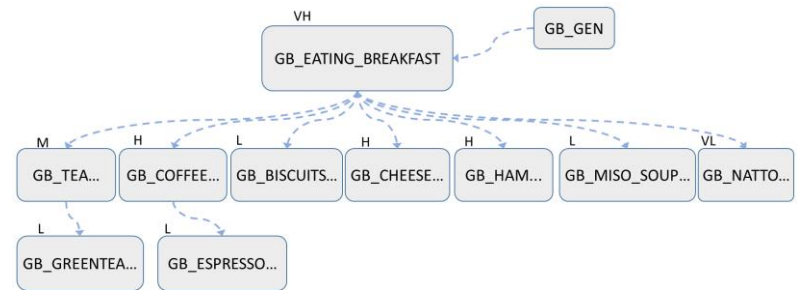 VH
GB_GEN
GB_EATING_BREAKFAST
M
H
L
H
H
L
VL
GB_TEA...
GB_COFFEE...
GB_BISCUITS...
GB_CHEESE...
GB_HAM...
GB_MISO_SOUP...
GB_NATTO...
L
L
GB_GREENTEA...
GB_ESPRESSO...